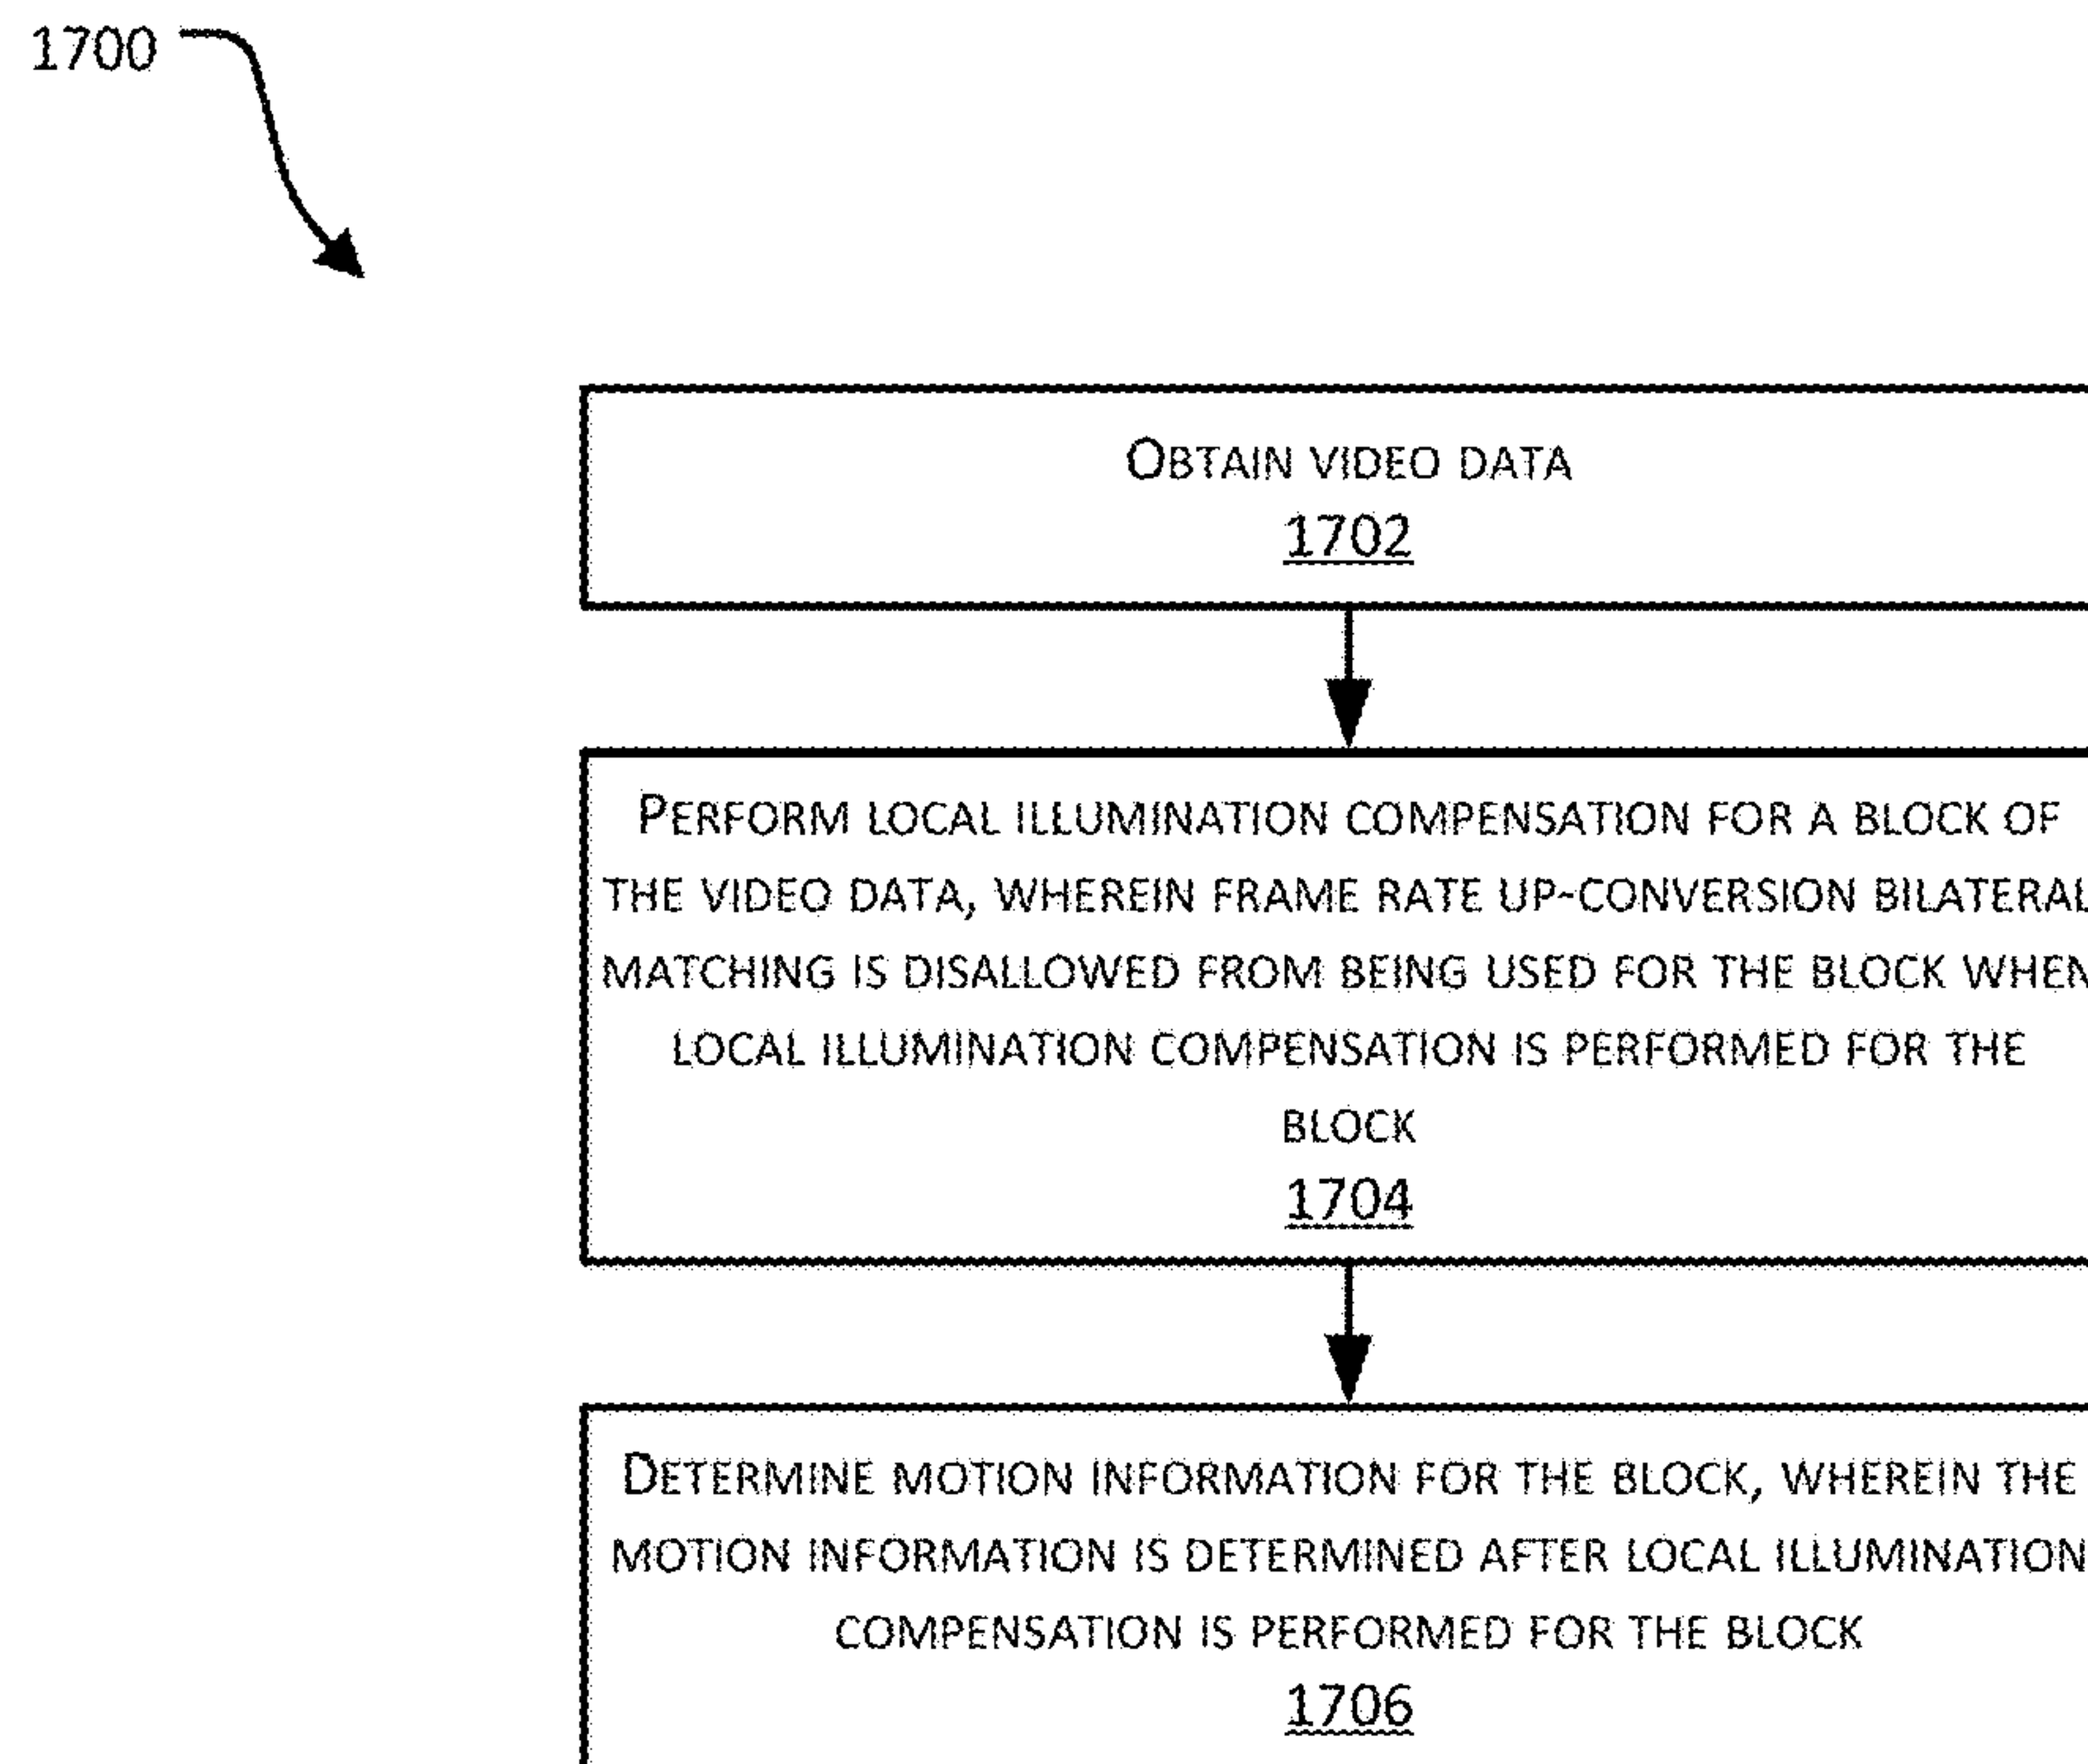 1700
OBTAIN VIDEO DATA
1702
PERFORM LOCAL ILLUMINATION COMPENSATION FOR A BLOCK OF
THE VIDEO DATA, WHEREIN FRAME RATE UP-CONVERSION BILATERAL
MATCHING IS DISALLOWED FROM BEING USED FOR THE BLOCK WHEN
LOCAL ILLUMINATION COMPENSATION IS PERFORMED FOR THE
BLOCK
1704
DETERMINE MOTION INFORMATION FOR THE BLOCK, WHEREIN THE
MOTION INFORMATION IS DETERMINED AFTER LOCAL ILLUMINATION
COMPENSATION IS PERFORMED FOR THE BLOCK
1706